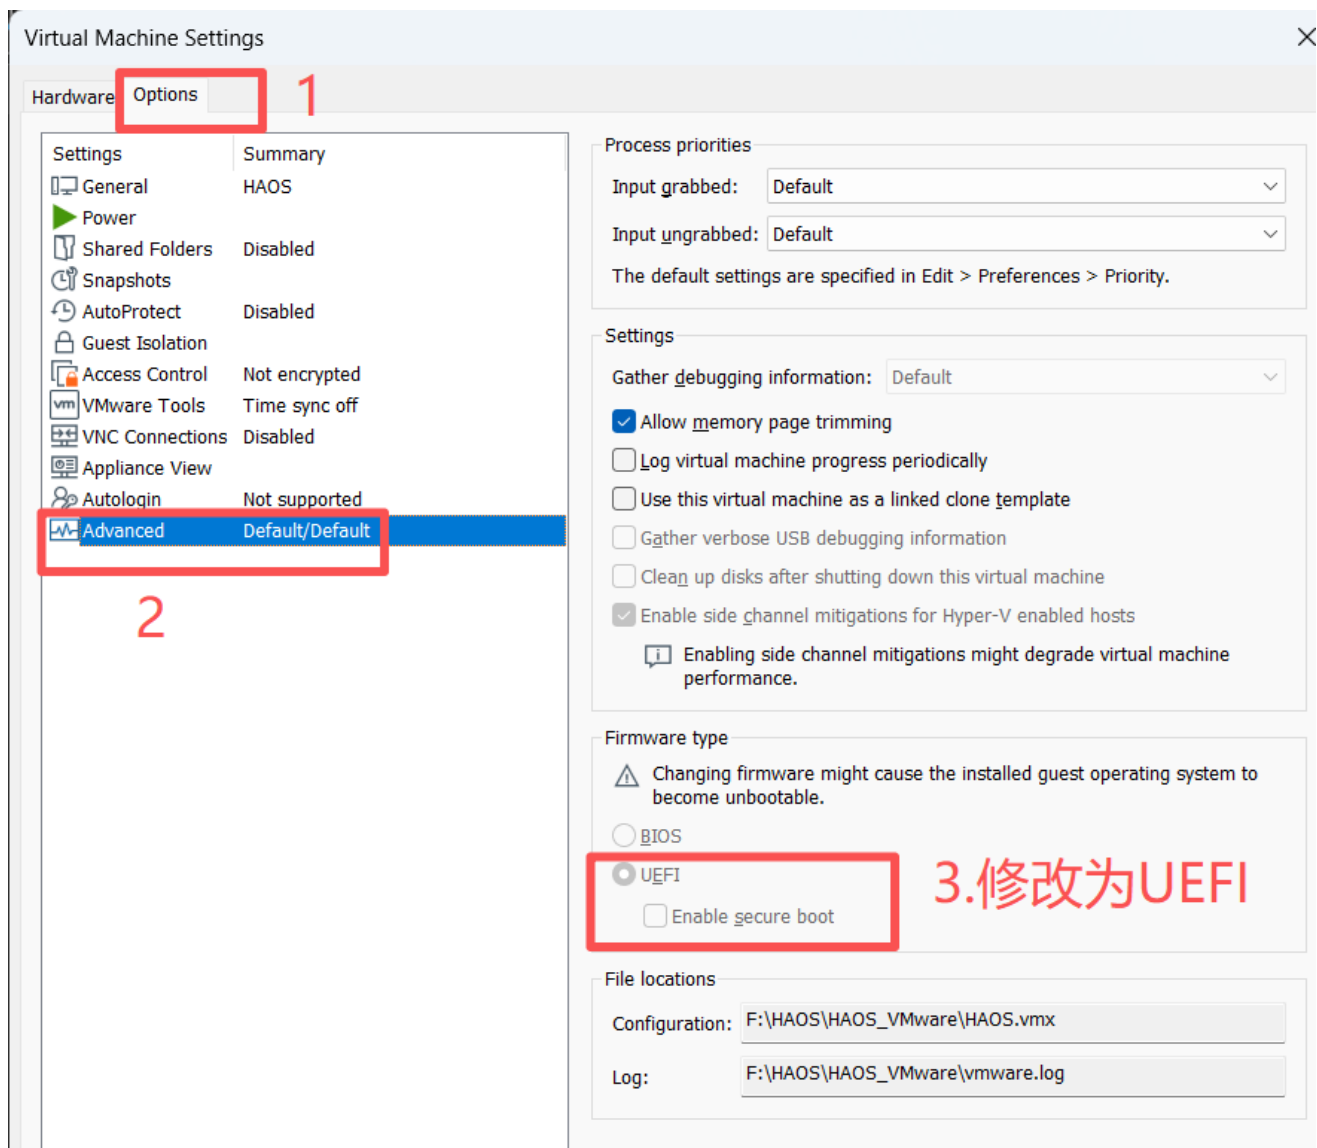 Virtual Machine Settings
Hardware Options 1
Settings Summary
General HAOS
Power
Shared Folders Disabled
Snapshots
AutoProtect Disabled
Guest Isolation
Access Control Not encrypted
vm VMware Tools Time sync off
VNC Connections Disabled
Appliance View
Autologin Not supported
Advanced Default/Default
2
Process priorities
Input grabbed: Default
Input ungrabbed: Default
The default settings are specified in Edit > Preferences > Priority.
Settings
Gather debugging information: Default
Allow memory page trimming
Log virtual machine progress periodically
Use this virtual machine as a linked clone template
Gather verbose USB debugging information
Clean up disks after shutting down this virtual machine
Enable side channel mitigations for Hyper-V enabled hosts
Enabling side channel mitigations might degrade virtual machine
performance.
Firmware type
Changing firmware might cause the installed guest operating system to
become unbootable.
BIOS
UEFI
Enable secure boot
3.修改为UEFI
File locations
Configuration: F:\HAOS\HAOS_VMware\HAOS.vmx
Log: F:\HAOS\HAOS_VMware\vmware.log